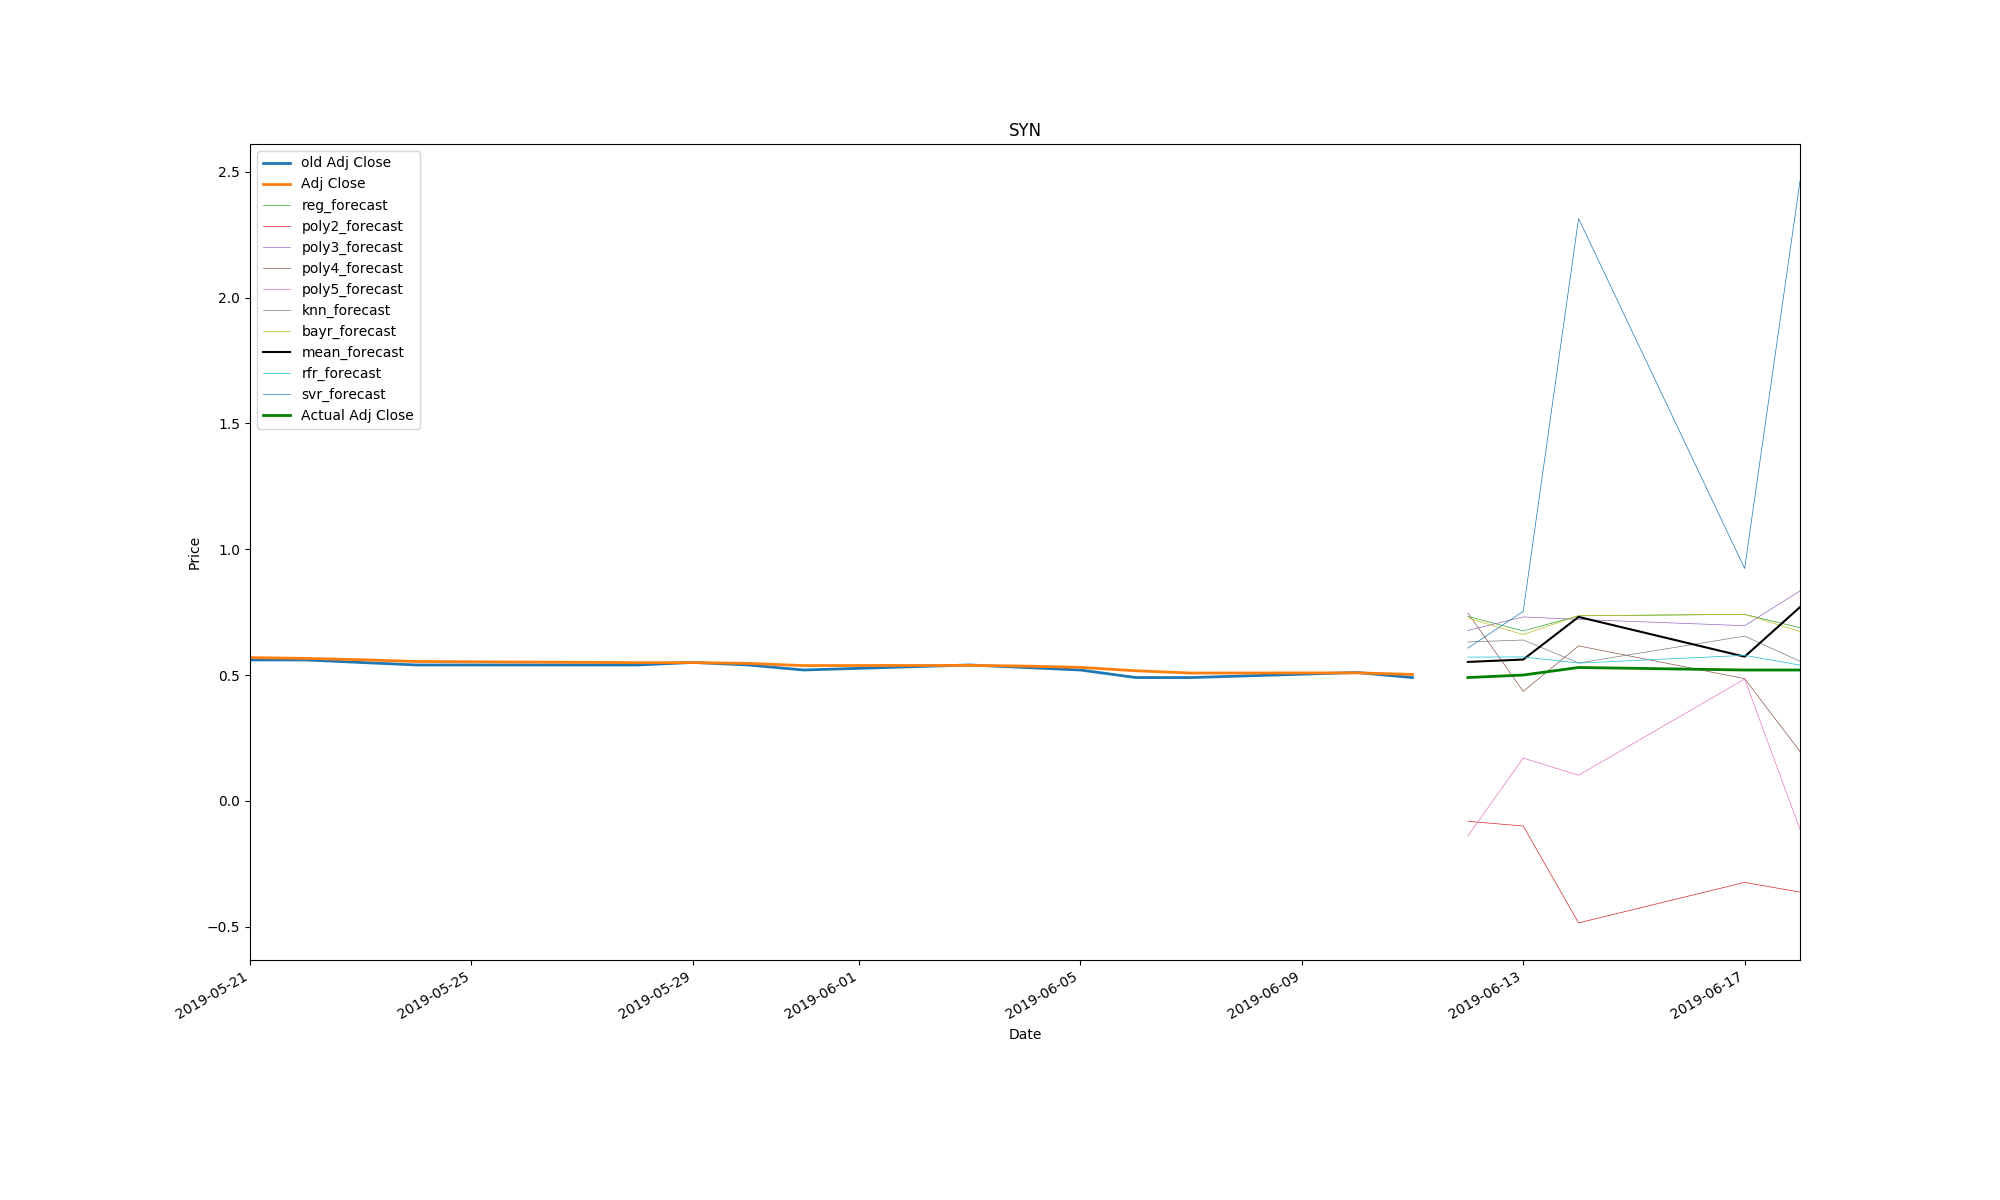 SYN
old Adj Close
Adj Close
reg_forecast
poly2_forecast
poly3_forecast
poly4_forecast
poly5_forecast
knn_forecast
bayr_forecast
mean_forecast
rfr_forecast
svr_forecast
Actual Adj Close
2.5
2.0
1.5
1.0
0.5
0.0
−0.5
Price
2019-05-21
2019-05-25
2019-05-29
2019-06-01
2019-06-05
2019-06-09
2019-06-13
2019-06-17
Date